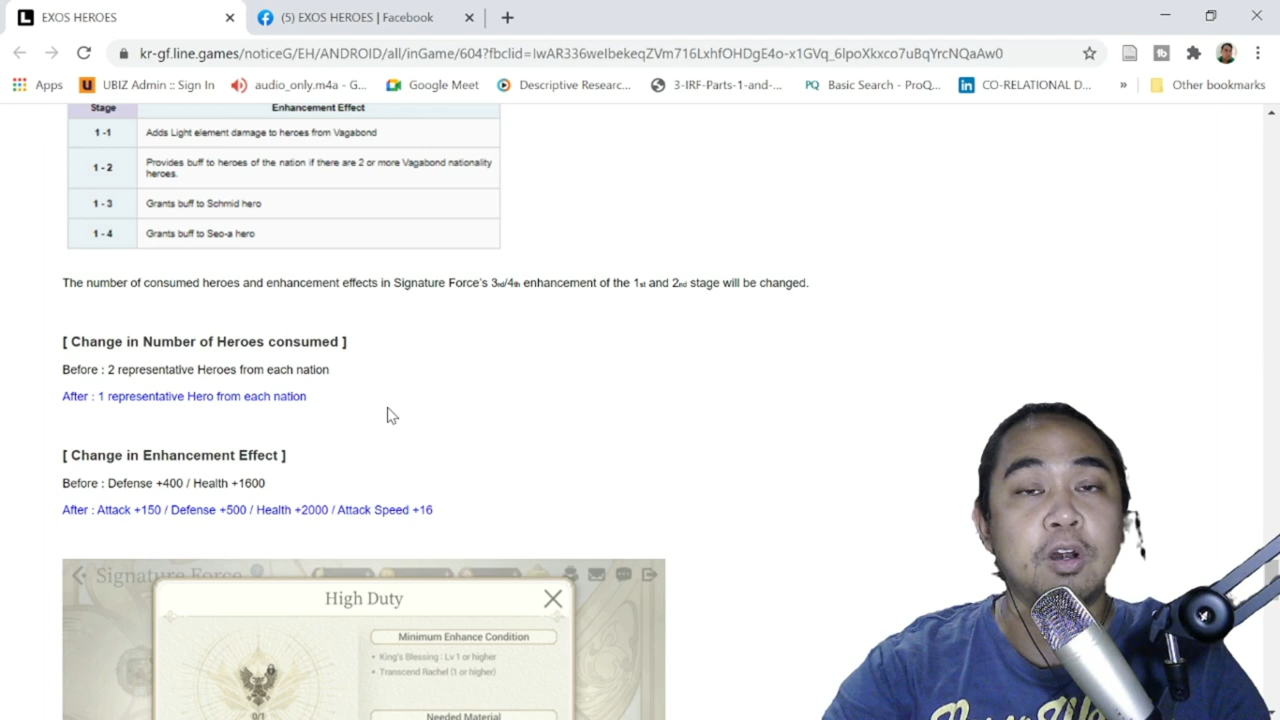 EXOS HEROES
(5) EXOS HEROES | Facebook
kr-gf.line.games/noticeG/EH/ANDROID/all/inGame/604?fbclid=IwAR336weIbekeqZVm716LxhfOHDgE4o-x1GVq_6lpoXkxco7uBqYrcNQaAw0
Apps
UBIZ Admin :: Sign In
audio_only.m4a - G...
Google Meet
Descriptive Researc...
3-IRF-Parts-1-and-...
Basic Search - ProQ...
CO-RELATIONAL D...
»
Other bookmarks
Stage
Enhancement Effect
1 -1
Adds Light element damage to heroes from Vagabond
1 - 2
Provides buff to heroes of the nation if there are 2 or more Vagabond nationality
heroes.
1 - 3
Grants buff to Schmid hero
1 - 4
Grants buff to Seo-a hero
The number of consumed heroes and enhancement effects in Signature Force's 3rd/4th enhancement of the 1st and 2nd stage will be changed.
[ Change in Number of Heroes consumed ]
Before : 2 representative Heroes from each nation
After : 1 representative Hero from each nation
[ Change in Enhancement Effect ]
Before : Defense +400 / Health +1600
After : Attack +150 / Defense +500 / Health +2000 / Attack Speed +16
Signature Force
High Duty
Minimum Enhance Condition
• King's Blessing : Lv 1 or higher
• Transcend Rachel (1 or higher)
0/1
Needed Material